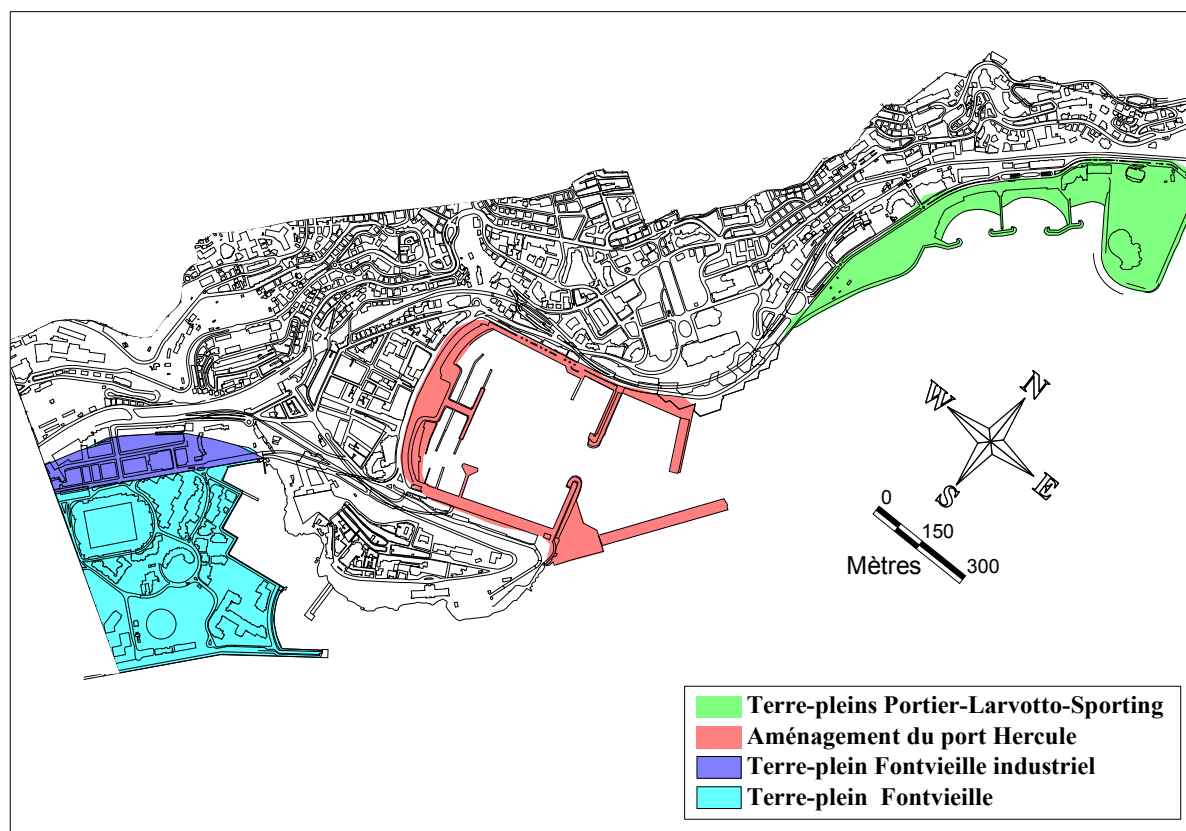 N
W
E
S
0
150
300
Mètres
Terre-pleins Portier-Larvotto-Sporting
Aménagement du port Hercule
Terre-plein Fontvieille industriel
Terre-plein Fontvieille